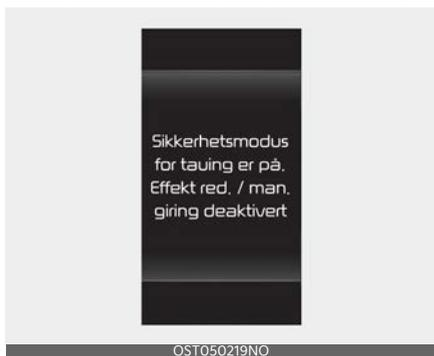 Sikkerhetsmodus
for tauing er på.
Effekt red. / man.
giring deaktivert
OST050219NO